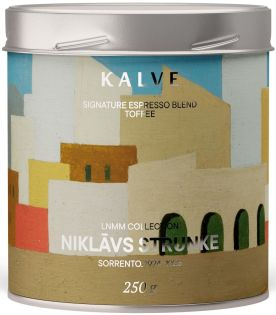 KALVE
SIGNATURE ESPRESSO BLEND
TOFFEE
LNMM COLLECTION
NIKLĀVS STRUNKE
SORRENTO.
250 g